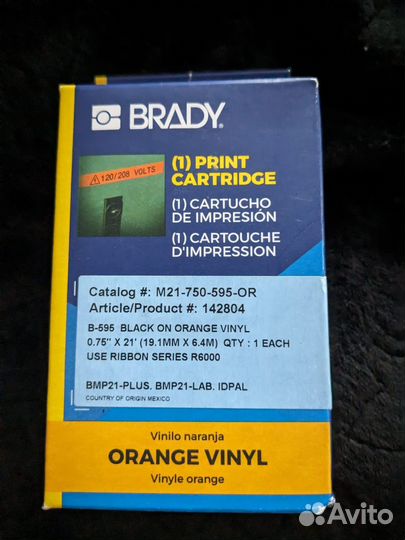 BRADY®
⚠120/208 VOLTS
(1) PRINT
CARTRIDGE
(1) CARTUCHO
DE IMPRESIÓN
(1) CARTOUCHE
D'IMPRESSION
Catalog #: M21-750-595-OR
Article/Product #: 142804
B-595 BLACK ON ORANGE VINYL
0.75" X 21' (19.1MM X 6.4M) QTY : 1 EACH
USE RIBBON SERIES R6000
BMP21-PLUS. BMP21-LAB. IDPAL
COUNTRY OF ORIGIN MEXICO
Vinilo naranja
ORANGE VINYL
Vinyle orange
Avito